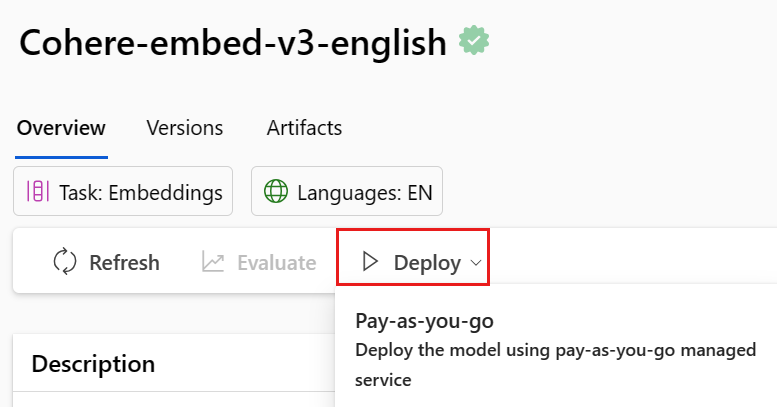 Cohere-embed-v3-english
Overview Versions Artifacts
Task: Embeddings Languages: EN
Refresh Evaluate Deploy
Pay-as-you-go
Deploy the model using pay-as-you-go managed
service
Description